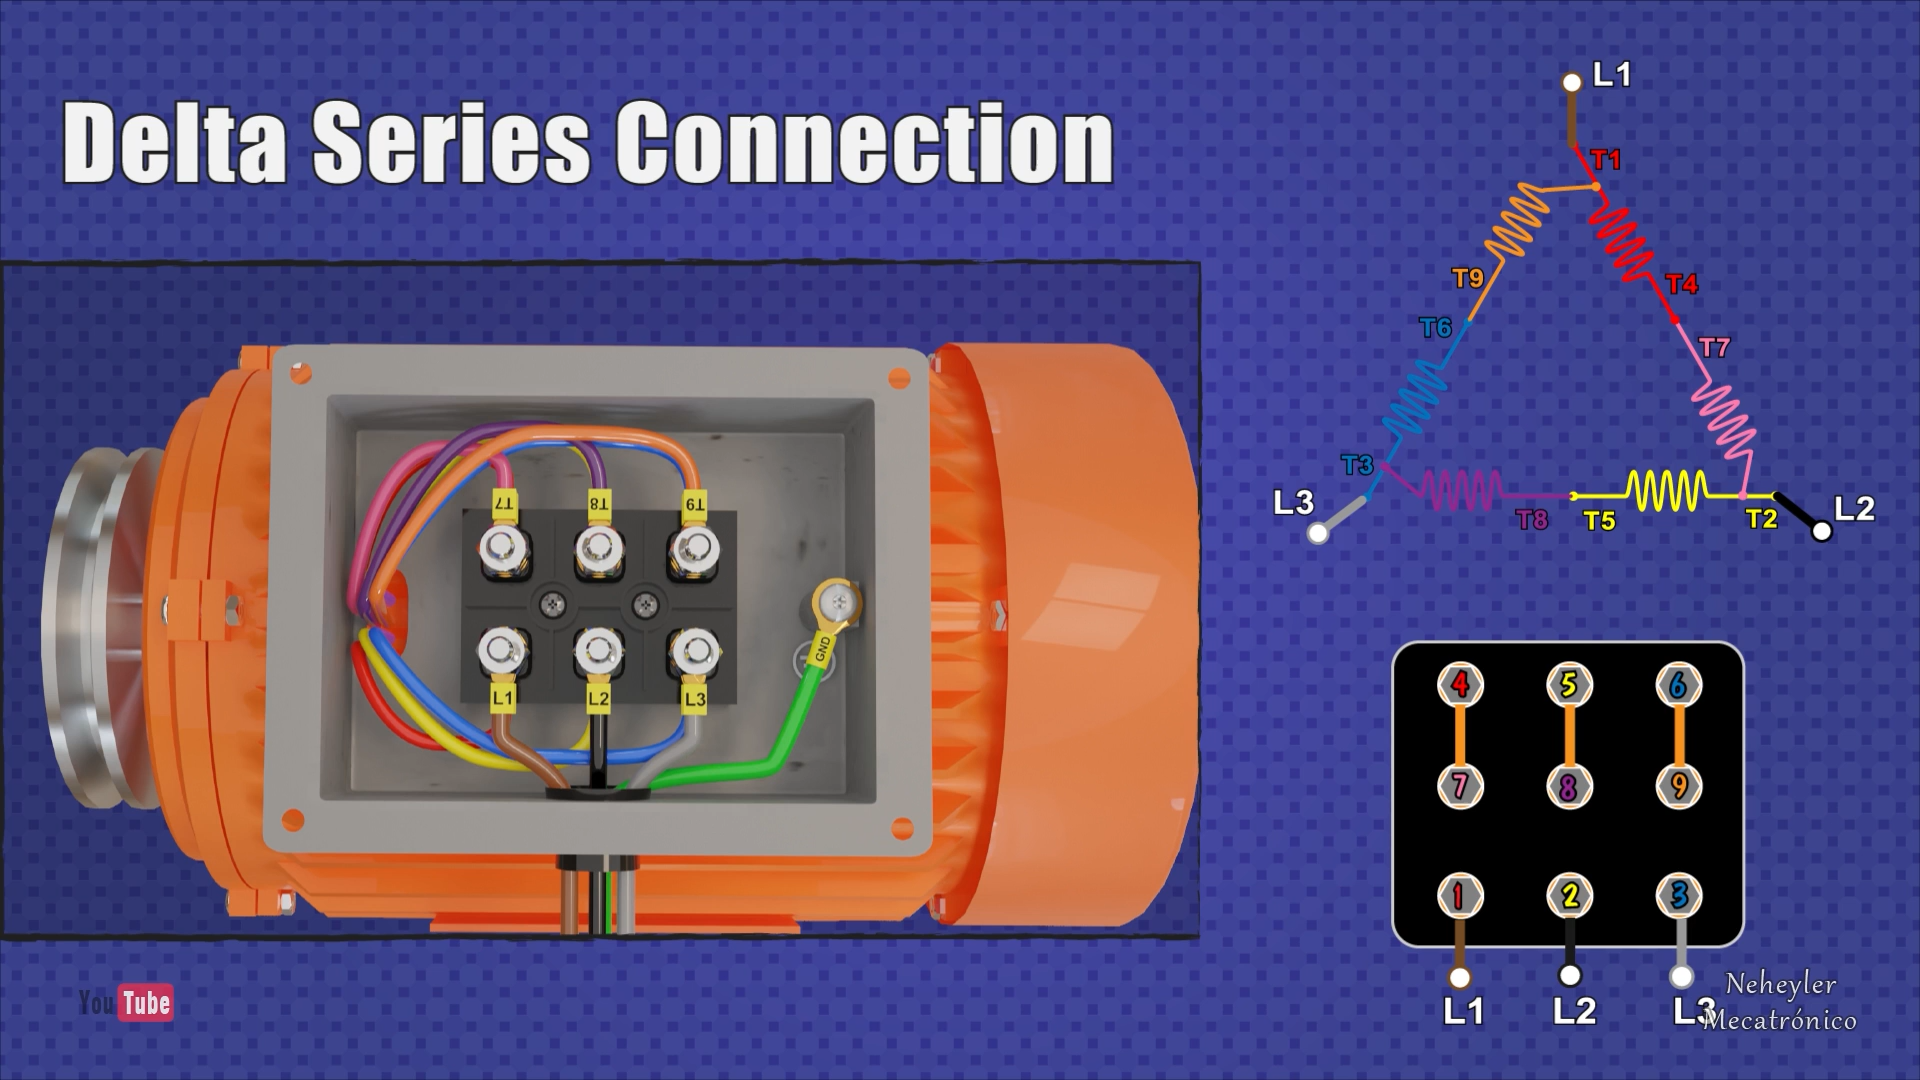 Delta Series Connection
L1
T1
T9
T4
T6
T7
T3
L3
T8
T5
T2
L2
T7
T8
T9
GND
L1
L2
L3
4
5
6
7
8
9
1
2
3
L1
L2
L3
Neheyler
Mecatrónico
YouTube